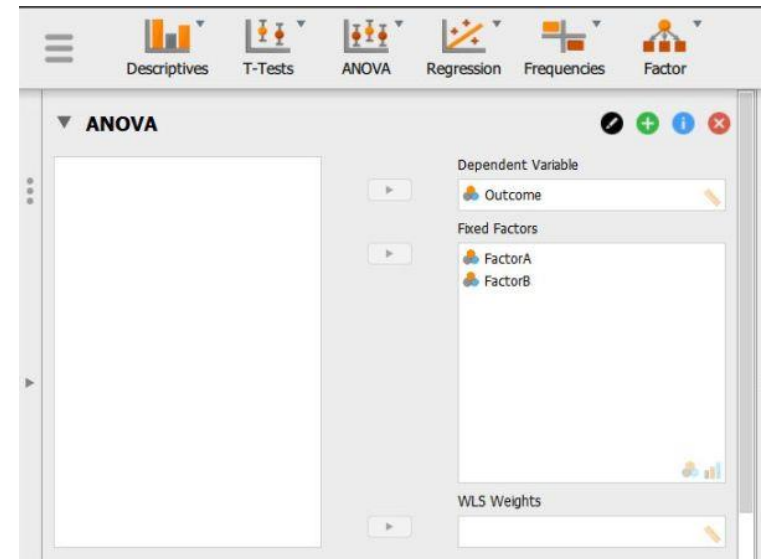 Descriptives T-Tests ANOVA Regression Frequencies Factor
ANOVA
Dependent Variable
Outcome
Fixed Factors
FactorA
FactorB
WLS Weights